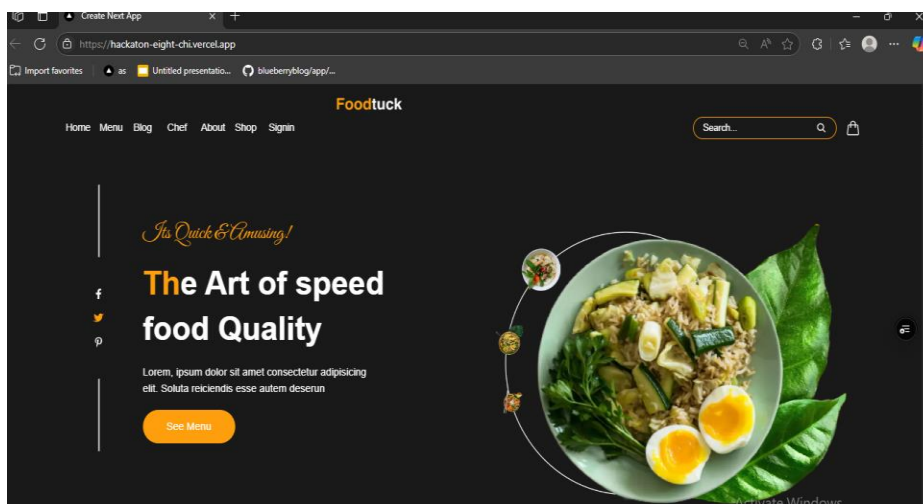 Create Next App
https://hackaton-eight-chi.vercel.app
Import favorites as Untitled presentatio... blueberryblog/app/...
Foodtuck
Home Menu Blog Chef About Shop Signin
Search...
Its Quick & Amusing!
The Art of speed
food Quality
Lorem, ipsum dolor sit amet consectetur adipisicing
elit. Soluta reiciendis esse autem deserun
See Menu
Activate Windows